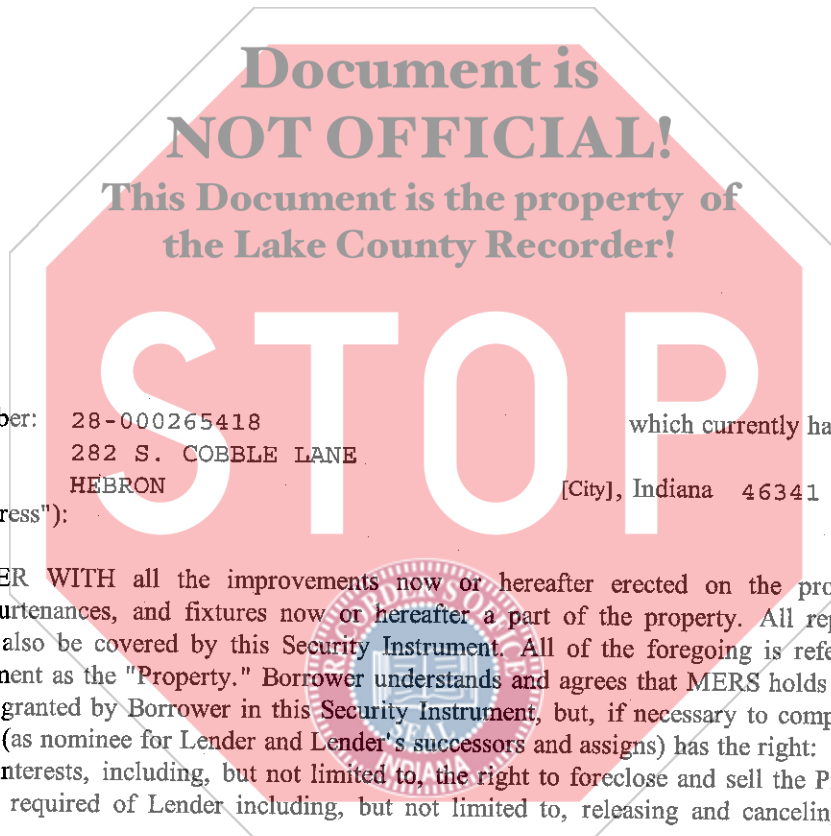 Document is
NOT OFFICIAL!
This Document is the property of
the Lake County Recorder!
STOP
ber: 28-000265418 which currently ha
282 S. COBBLE LANE
HEBRON [City], Indiana 46341
ress"):
ER WITH all the improvements now or hereafter erected on the pro
urtenances, and fixtures now or hereafter a part of the property. All rep
also be covered by this Security Instrument. All of the foregoing is refe
nent as the "Property." Borrower understands and agrees that MERS holds
granted by Borrower in this Security Instrument, but, if necessary to comp
(as nominee for Lender and Lender's successors and assigns) has the right:
nterests, including, but not limited to, the right to foreclose and sell the P
required of Lender including, but not limited to, releasing and cancelin
RECORDER'S OFFICE
SEAL
INDIANA